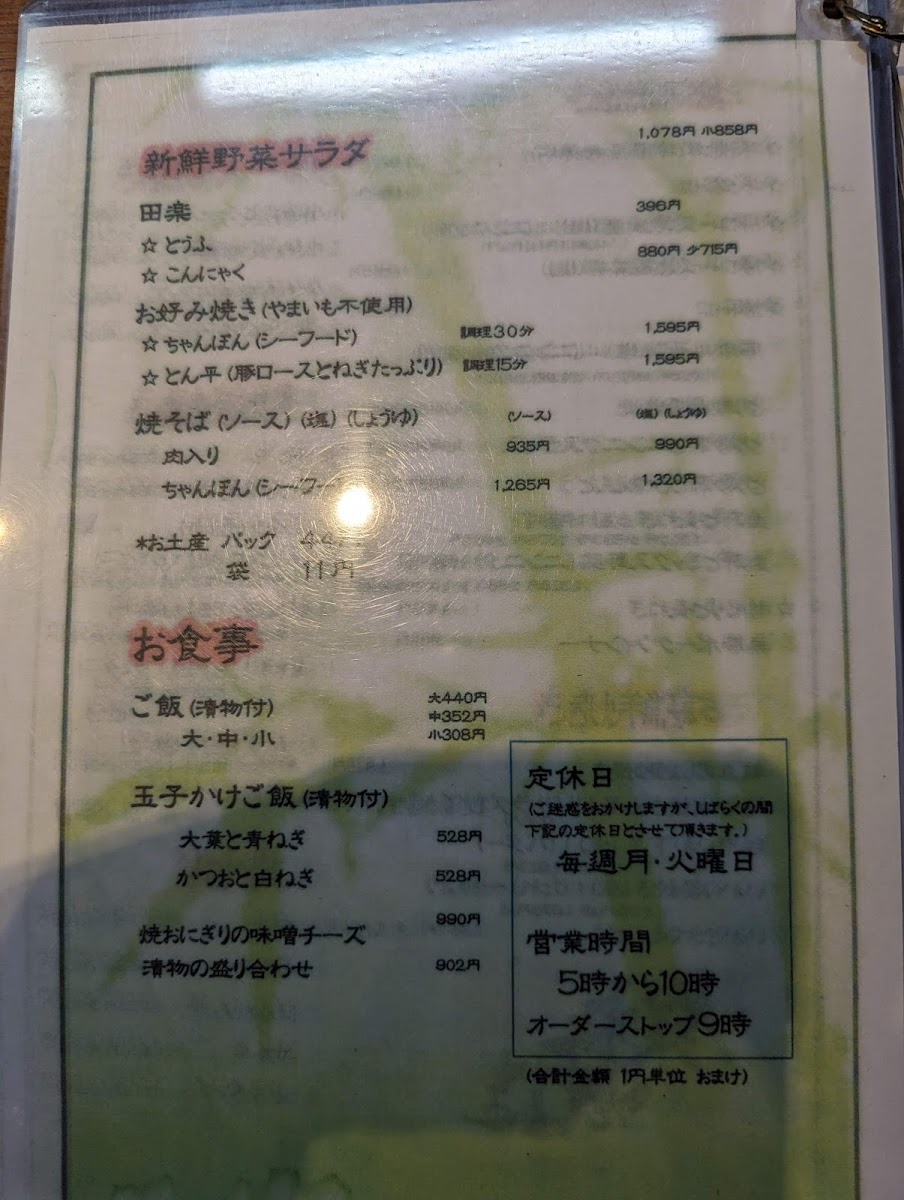 1,078円 小858円
新鮮野菜サラダ
田楽 396円
☆ とうふ
880円 少715円
☆ こんにゃく
お好み焼き (やまいも不使用)
☆ ちゃんぽん (シーフード) 調理30分 1,595円
☆ とん平 (豚ロースとねぎたっぷり) 調理15分 1,595円
焼そば (ソース) (塩) (しょうゆ) (ソース) (塩) (しょうゆ)
肉入り 935円 990円
ちゃんぽん (シーフー 1,265円 1,320円
*お土産 パック 44
袋 11円
お食事
ご飯 (漬物付) 大440円
中352円
大・中・小 小308円
玉子かけご飯 (漬物付)
大葉と青ねぎ 528円
かつおと白ねぎ 528円
焼おにぎりの味噌チーズ 990円
漬物の盛り合わせ 902円
定休日
(ご迷惑をおかけしますが、しばらくの間
下記の定休日とさせて頂きます。)
毎週月・火曜日
営業時間
5時から10時
オーダーストップ9時
(合計金額 1円単位 おまけ)